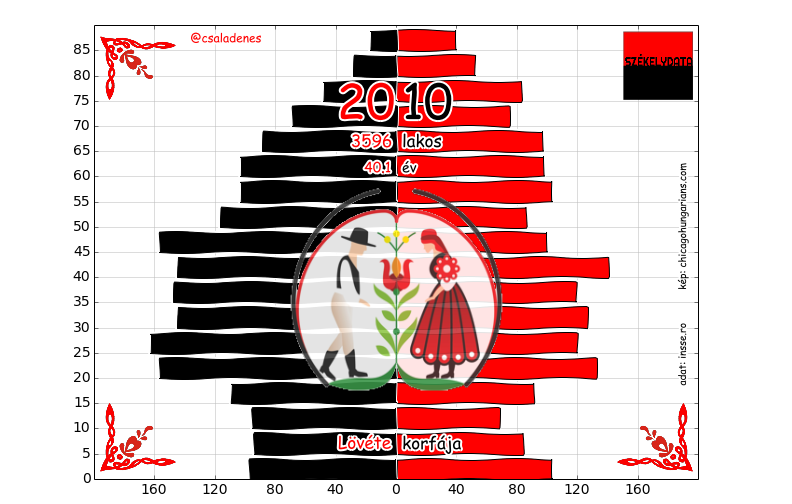 @csaladenes
SZÉKELYDATA
2010
3596 lakos
40.1 év
kép: chicagohungarians.com
adat: insse.ro
Lövéte korfája
85
80
75
70
65
60
55
50
45
40
35
30
25
20
15
10
5
0
160 120 80 40 0 40 80 120 160